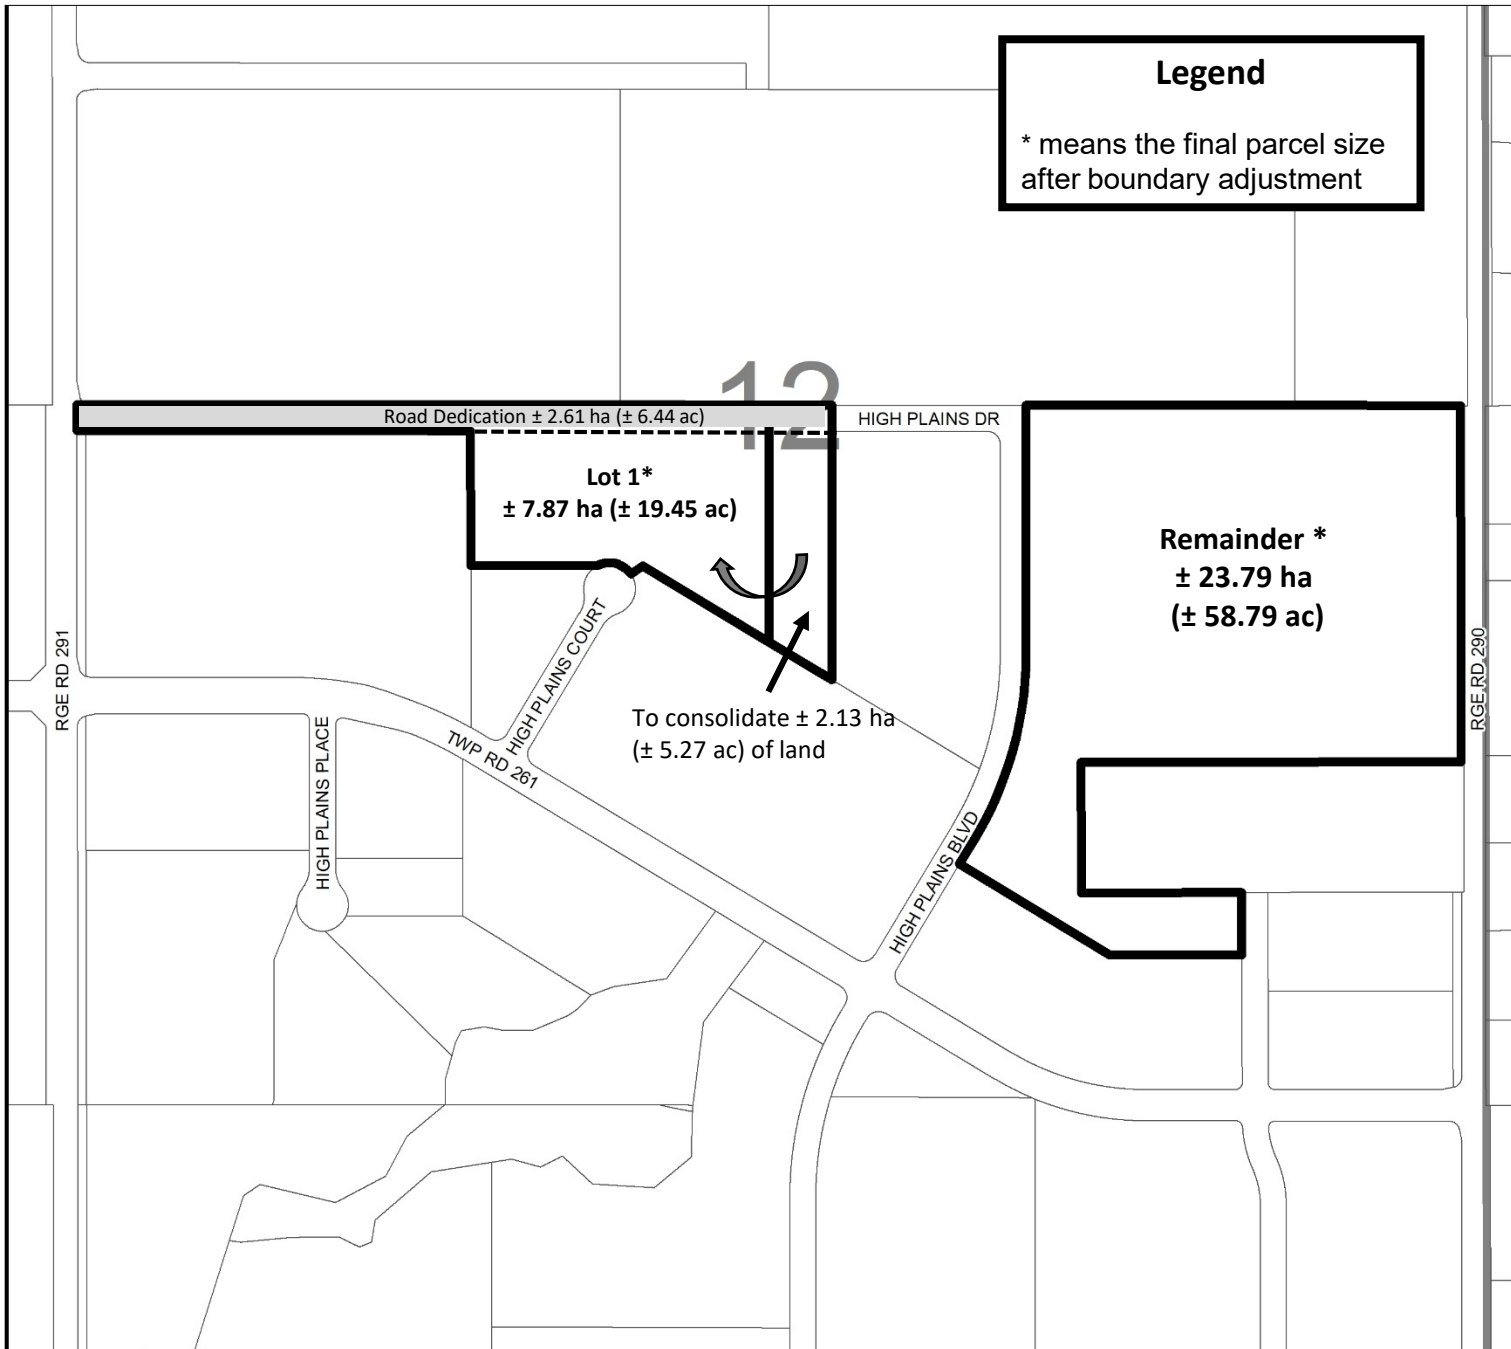 Legend
* means the final parcel size
after boundary adjustment
12
Road Dedication ± 2.61 ha (± 6.44 ac)
HIGH PLAINS DR
Lot 1*
± 7.87 ha (± 19.45 ac)
Remainder *
± 23.79 ha
(± 58.79 ac)
RGE RD 291
HIGH PLAINS COURT
RGE RD 290
To consolidate ± 2.13 ha
(± 5.27 ac) of land
TWP RD 261
HIGH PLAINS PLACE
HIGH PLAINS BLVD